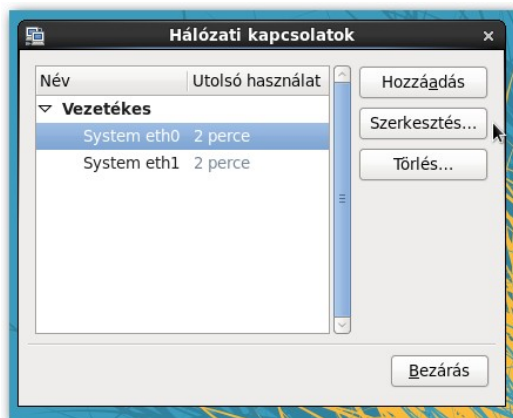 Hálózati kapcsolatok
Név Utolsó használat
Vezetékes
System eth0 2 perce
System eth1 2 perce
Hozzáadás
Szerkesztés...
Törlés...
Bezárás